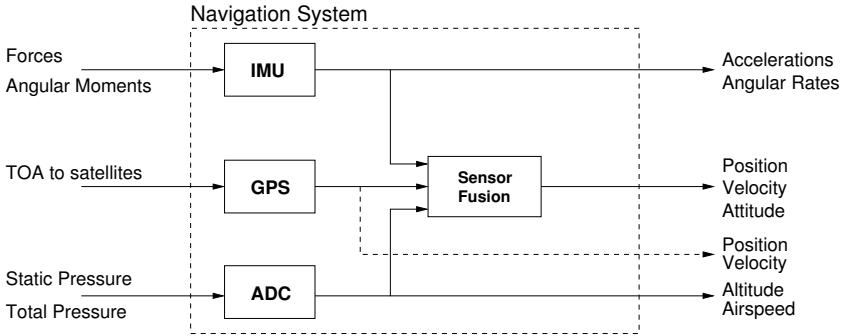 Navigation System
Forces
Angular Moments
IMU
Accelerations
Angular Rates
TOA to satellites
GPS
Sensor
Fusion
Position
Velocity
Attitude
Position
Velocity
Static Pressure
Total Pressure
ADC
Altitude
Airspeed